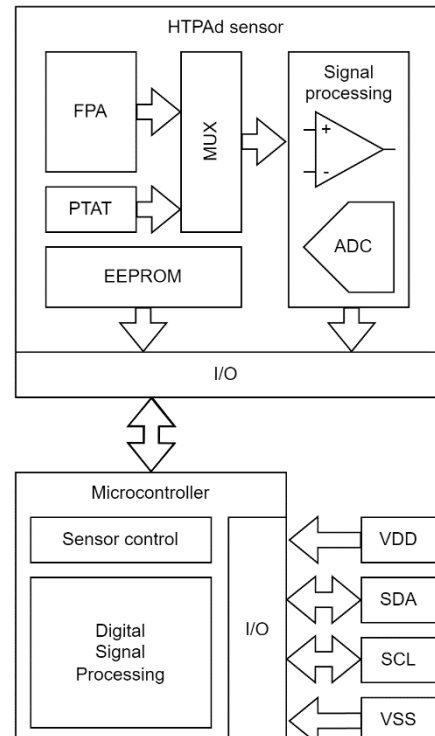 HTPAd sensor
FPA
MUX
Signal
processing
+
-
PTAT
ADC
EEPROM
I/O
Microcontroller
Sensor control
Digital
Signal
Processing
I/O
VDD
SDA
SCL
VSS